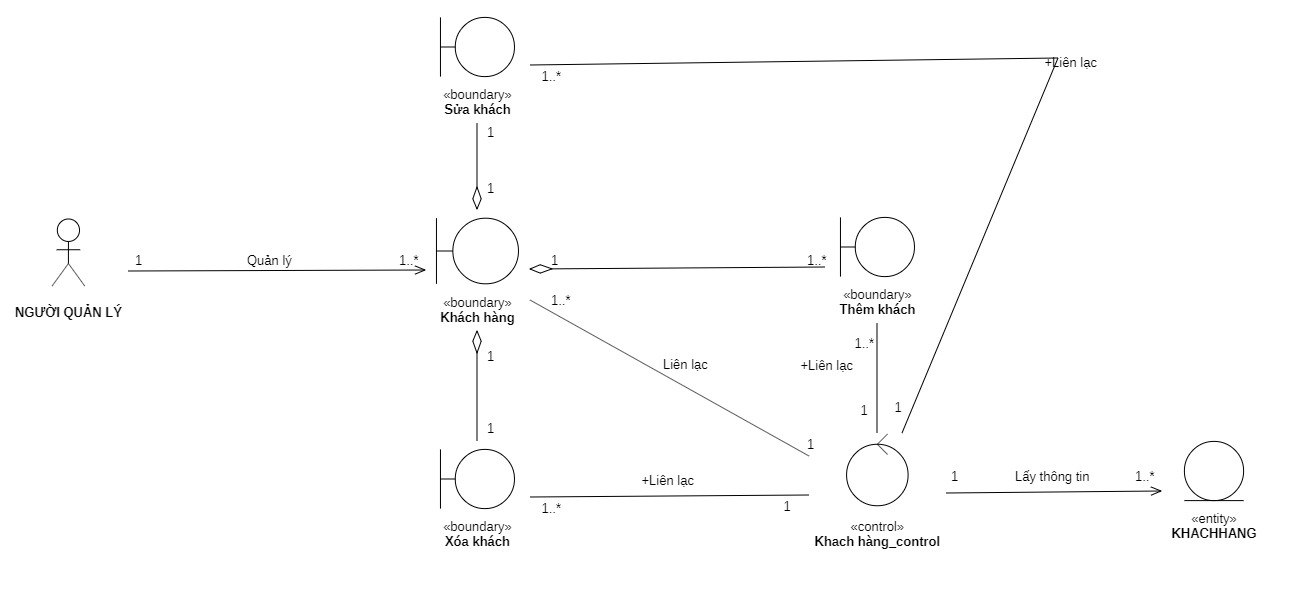 +Liên lạc
1..*
«boundary»
Sửa khách
1
1
1
Quản lý
1..*
1
1..*
NGƯỜI QUẢN LÝ
«boundary»
Khách hàng
1..*
«boundary»
Thêm khách
1..*
1
Liên lạc
+Liên lạc
1
1
1
1
«boundary»
Xóa khách
+Liên lạc
1..*
1
1
Lấy thông tin
1..*
«control»
Khach hàng_control
«entity»
KHACHHANG